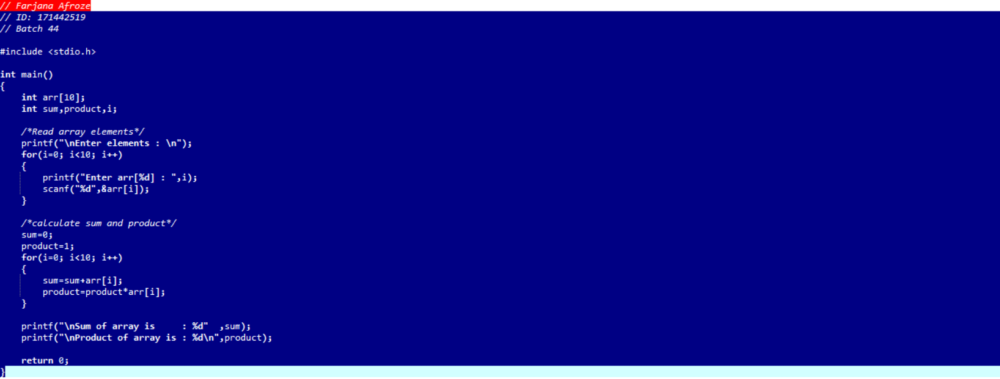 // Farjana Afroze
// ID: 171442519
// Batch 44

#include <stdio.h>

int main()
{
    int arr[10];
    int sum,product,i;

    /*Read array elements*/
    printf("\nEnter elements : \n");
    for(i=0; i<10; i++)
    {
        printf("Enter arr[%d] : ",i);
        scanf("%d",&arr[i]);
    }

    /*calculate sum and product*/
    sum=0;
    product=1;
    for(i=0; i<10; i++)
    {
        sum=sum+arr[i];
        product=product*arr[i];
    }

    printf("\nSum of array is     : %d"  ,sum);
    printf("\nProduct of array is : %d\n",product);

    return 0;
}